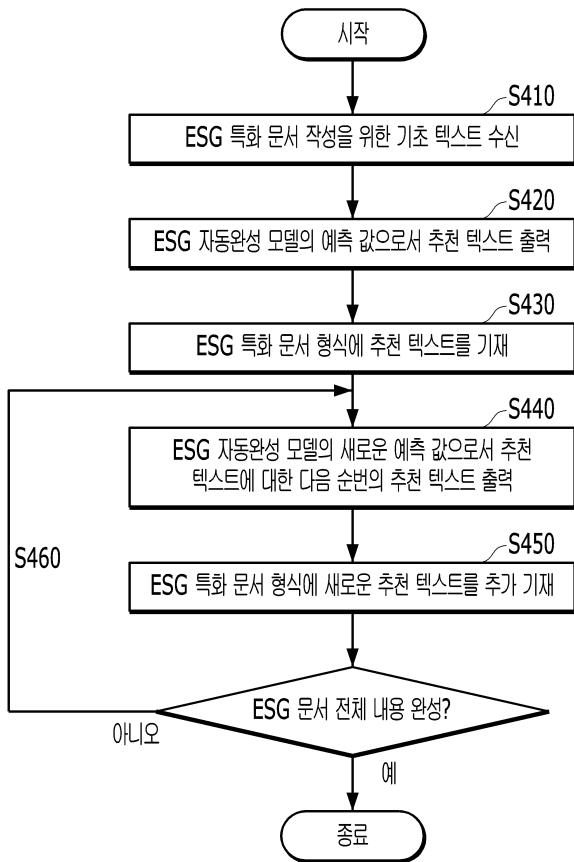 시작
S410
ESG 특화 문서 작성을 위한 기초 텍스트 수신
S420
ESG 자동완성 모델의 예측 값으로서 추천 텍스트 출력
S430
ESG 특화 문서 형식에 추천 텍스트를 기재
S440
ESG 자동완성 모델의 새로운 예측 값으로서 추천
텍스트에 대한 다음 순번의 추천 텍스트 출력
S450
ESG 특화 문서 형식에 새로운 추천 텍스트를 추가 기재
S460
ESG 문서 전체 내용 완성?
아니오
예
종료